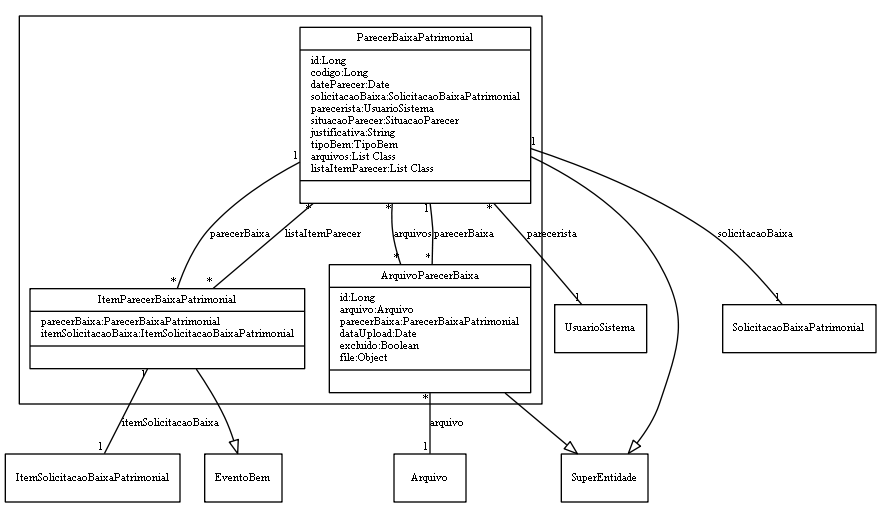 ParecerBaixaPatrimonial
id:Long
codigo:Long
dateParecer:Date
solicitacaoBaixa:SolicitacaoBaixaPatrimonial
parecerista:UsuarioSistema
situacaoParecer:SituacaoParecer
justificativa:String
tipoBem:TipoBem
arquivos:List Class
listaItemParecer:List Class
1
1
*
*
1
*
parecerBaixa
listaItemParecer
arquivos
parecerBaixa
parecerista
solicitacaoBaixa
*
*
*
*
1
1
ItemParecerBaixaPatrimonial
parecerBaixa:ParecerBaixaPatrimonial
itemSolicitacaoBaixa:ItemSolicitacaoBaixaPatrimonial
ArquivoParecerBaixa
id:Long
arquivo:Arquivo
parecerBaixa:ParecerBaixaPatrimonial
dataUpload:Date
excluido:Boolean
file:Object
UsuarioSistema
SolicitacaoBaixaPatrimonial
1
*
itemSolicitacaoBaixa
arquivo
1
1
ItemSolicitacaoBaixaPatrimonial
EventoBem
Arquivo
SuperEntidade